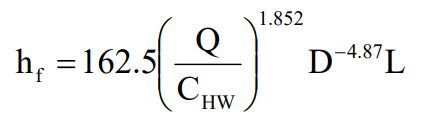 h_f = 162.5 (Q / C_HW)^1.852 D^-4.87 L